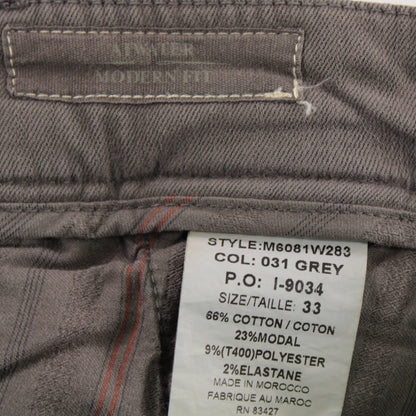 ATWATER
MODERN FIT
STYLE:M6081W283
COL: 031 GREY
P.O: I-9034
SIZE/TAILLE: 33
66% COTTON / COTON
23%MODAL
9%(T400)POLYESTER
2%ELASTANE
MADE IN MOROCCO
FABRIQUE AU MAROC
RN 83427